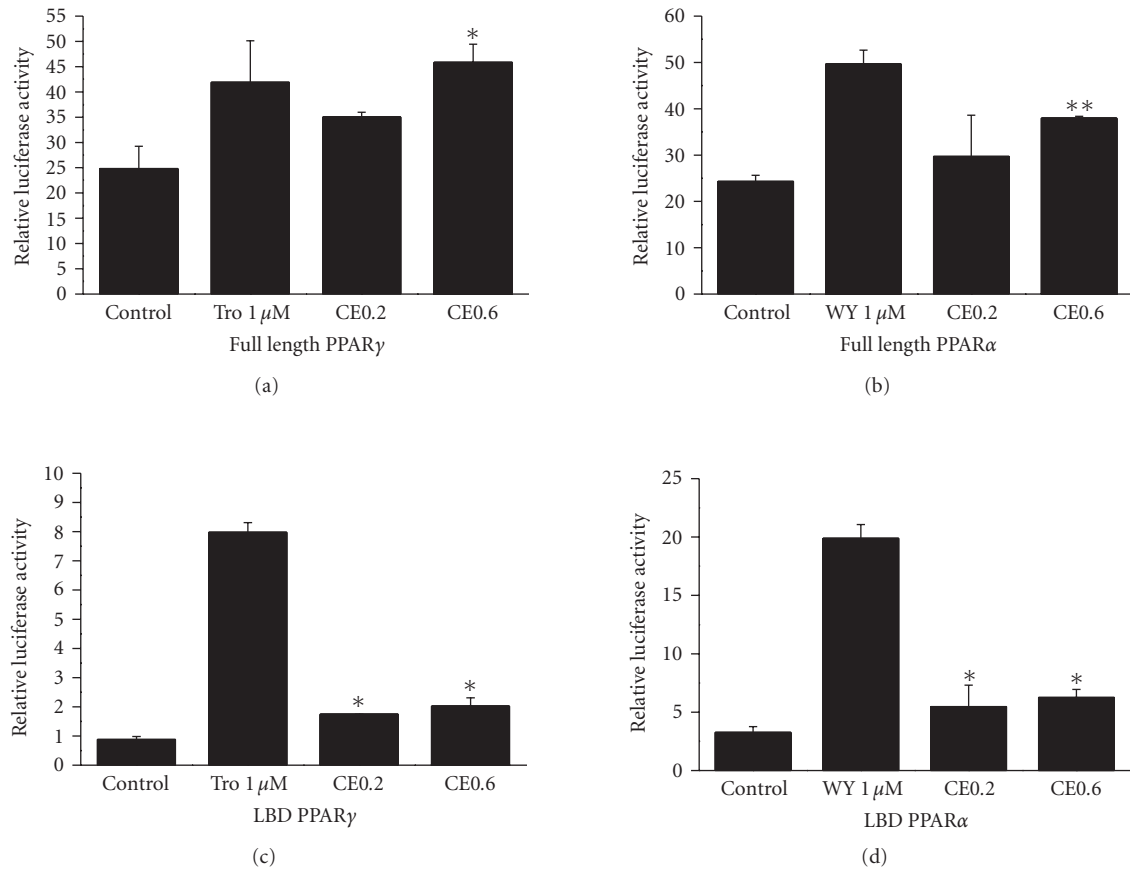 55
50
45
40
35
30
25
20
15
10
5
0
Relative luciferase activity
*
Control Tro 1 μM CE0.2 CE0.6
Full length PPARγ
(a)
60
50
40
30
20
10
0
Relative luciferase activity
**
Control WY 1 μM CE0.2 CE0.6
Full length PPARα
(b)
10
9
8
7
6
5
4
3
2
1
0
Relative luciferase activity
* *
Control Tro 1 μM CE0.2 CE0.6
LBD PPARγ
(c)
25
20
15
10
5
0
Relative luciferase activity
* *
Control WY 1 μM CE0.2 CE0.6
LBD PPARα
(d)